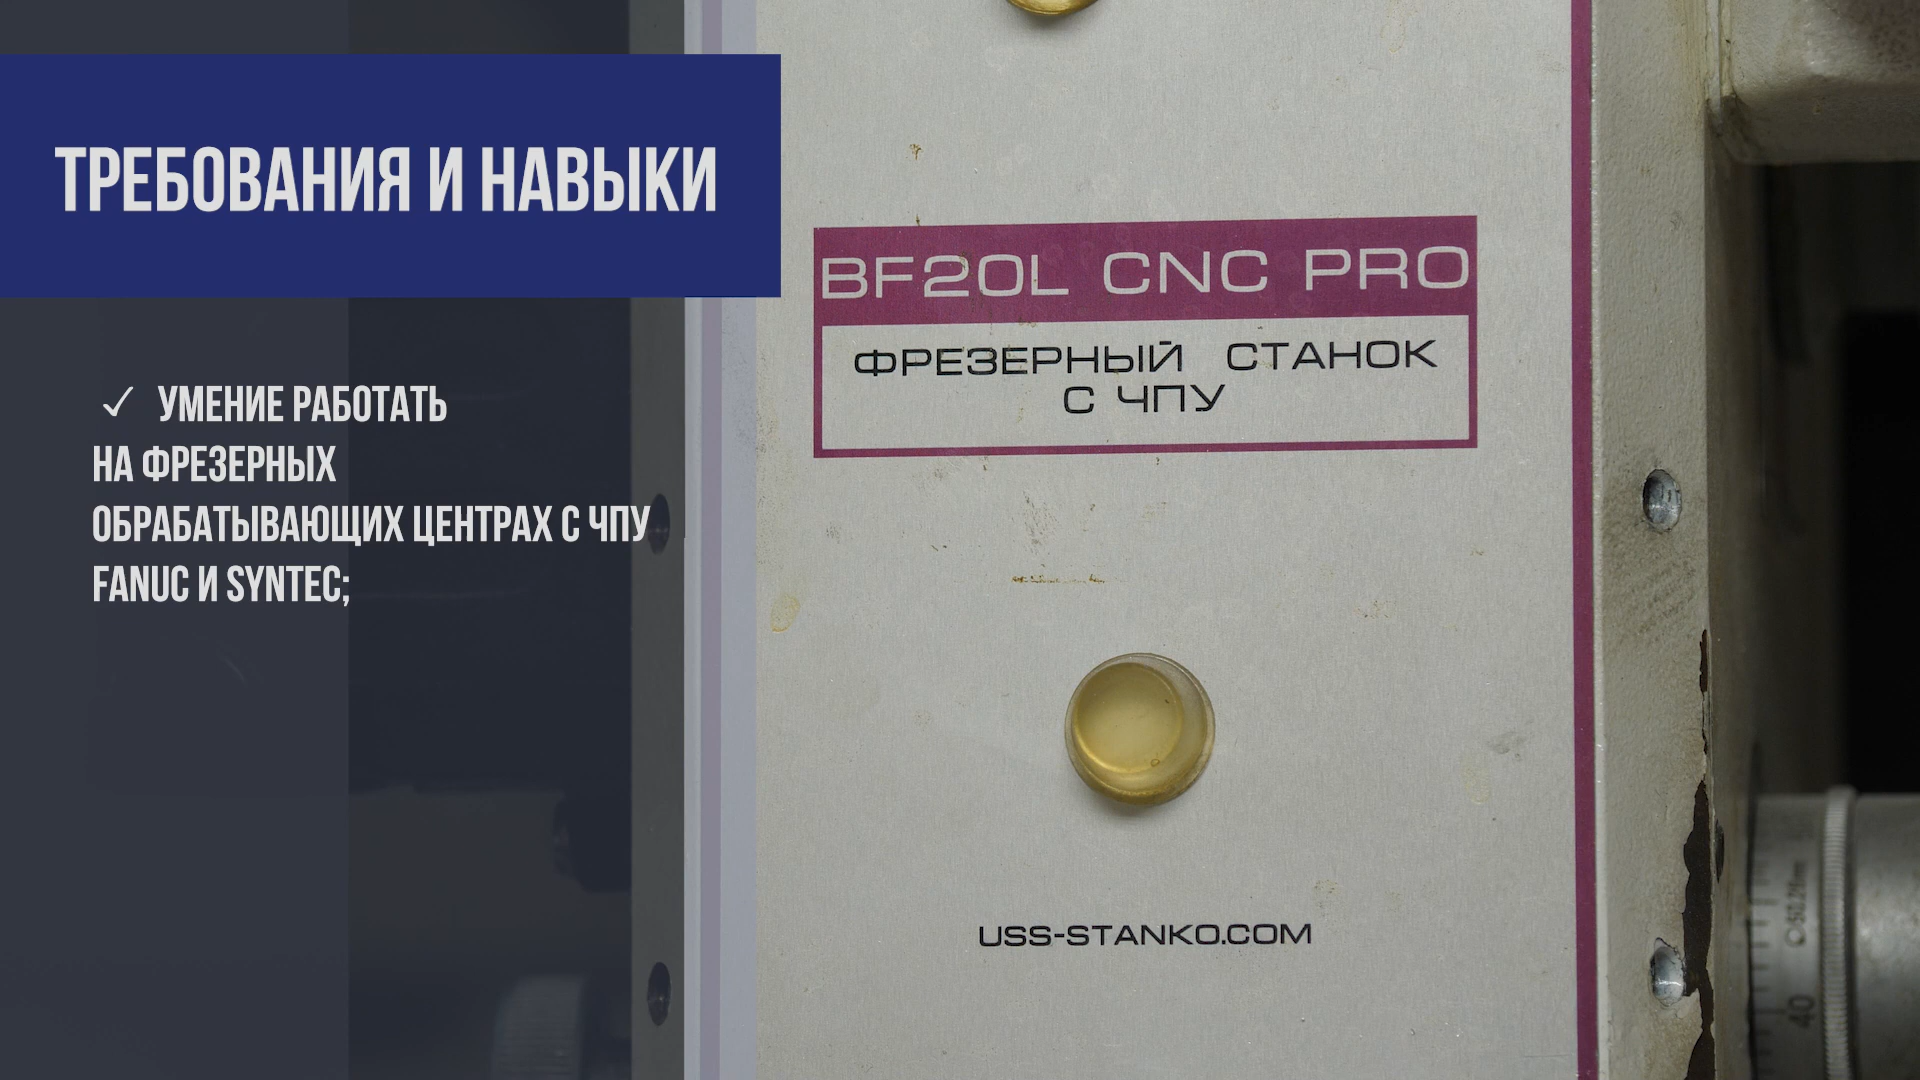 ТРЕБОВАНИЯ И НАВЫКИ
✓ УМЕНИЕ РАБОТАТЬ
НА ФРЕЗЕРНЫХ
ОБРАБАТЫВАЮЩИХ ЦЕНТРАХ С ЧПУ
FANUC И SYNTEC;
BF20L CNC PRO
ФРЕЗЕРНЫЙ СТАНОК
С ЧПУ
USS-STANKO.COM
40